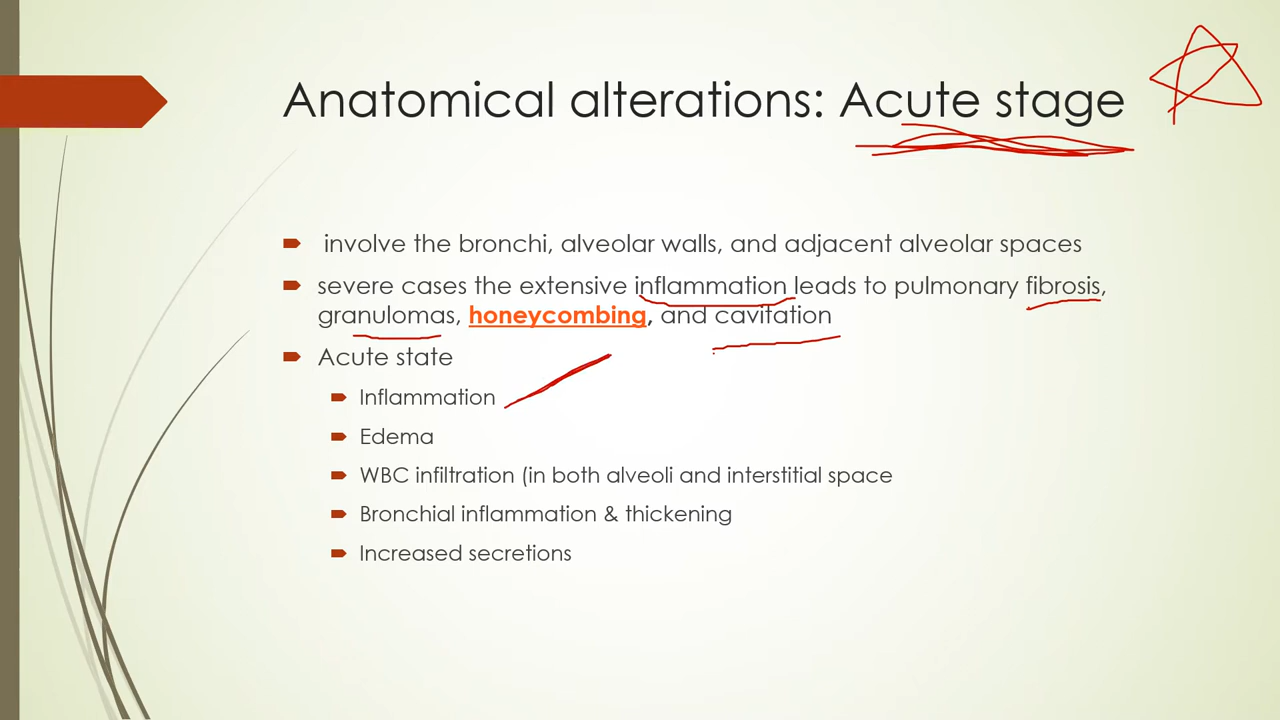 Anatomical alterations: Acute stage
involve the bronchi, alveolar walls, and adjacent alveolar spaces
severe cases the extensive inflammation leads to pulmonary fibrosis,
granulomas, honeycombing, and cavitation
Acute state
Inflammation
Edema
WBC infiltration (in both alveoli and interstitial space
Bronchial inflammation & thickening
Increased secretions